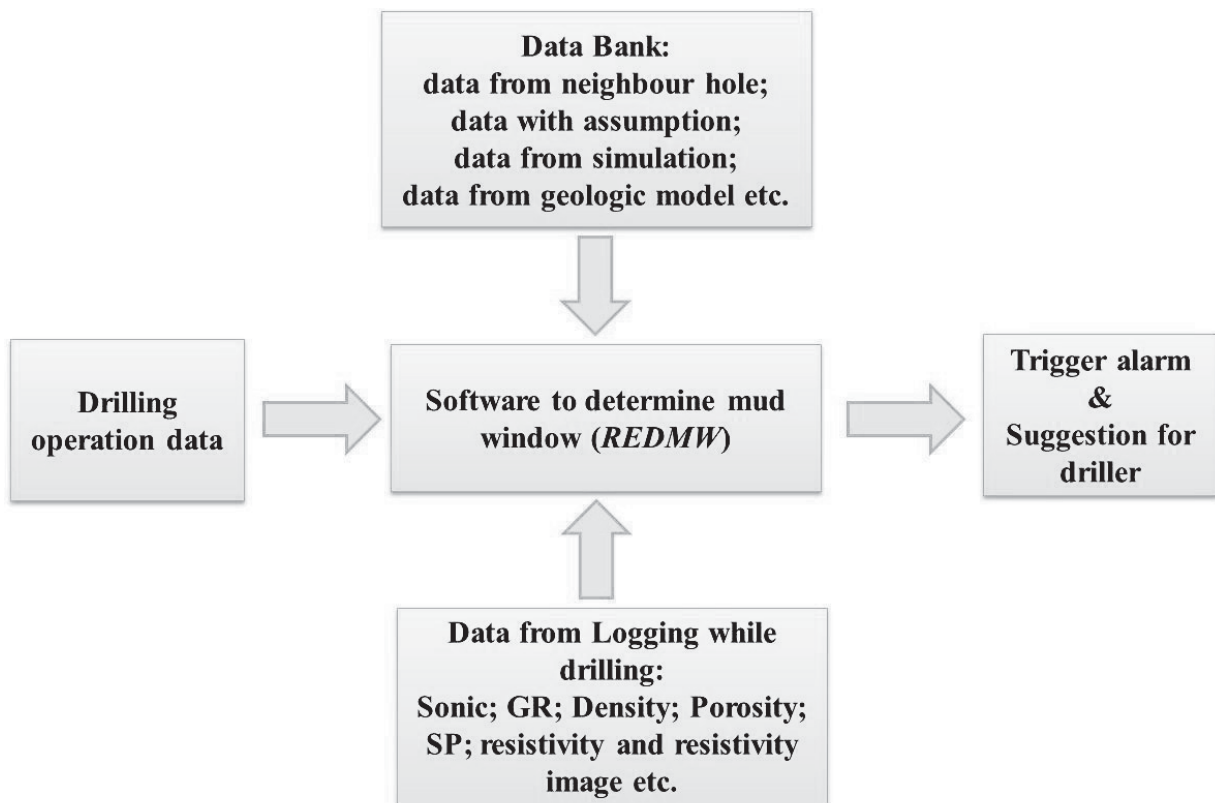 Data Bank:
data from neighbour hole;
data with assumption;
data from simulation;
data from geologic model etc.
Drilling
operation data
Software to determine mud
window (REDMW)
Trigger alarm
&
Suggestion for
driller
Data from Logging while
drilling:
Sonic; GR; Density; Porosity;
SP; resistivity and resistivity
image etc.